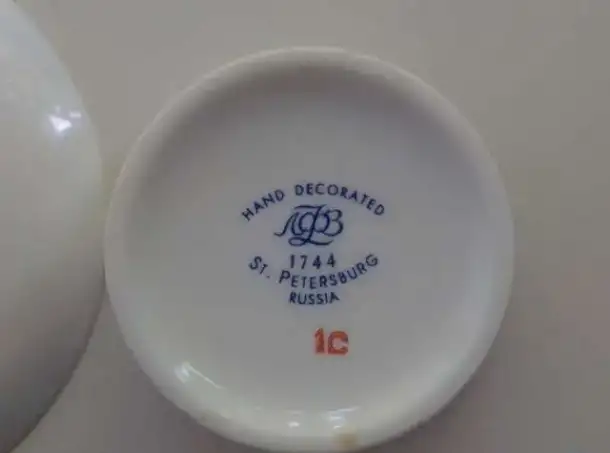 HAND DECORATED
ЛФЗ
1744
ST. PETERSBURG
RUSSIA
1С